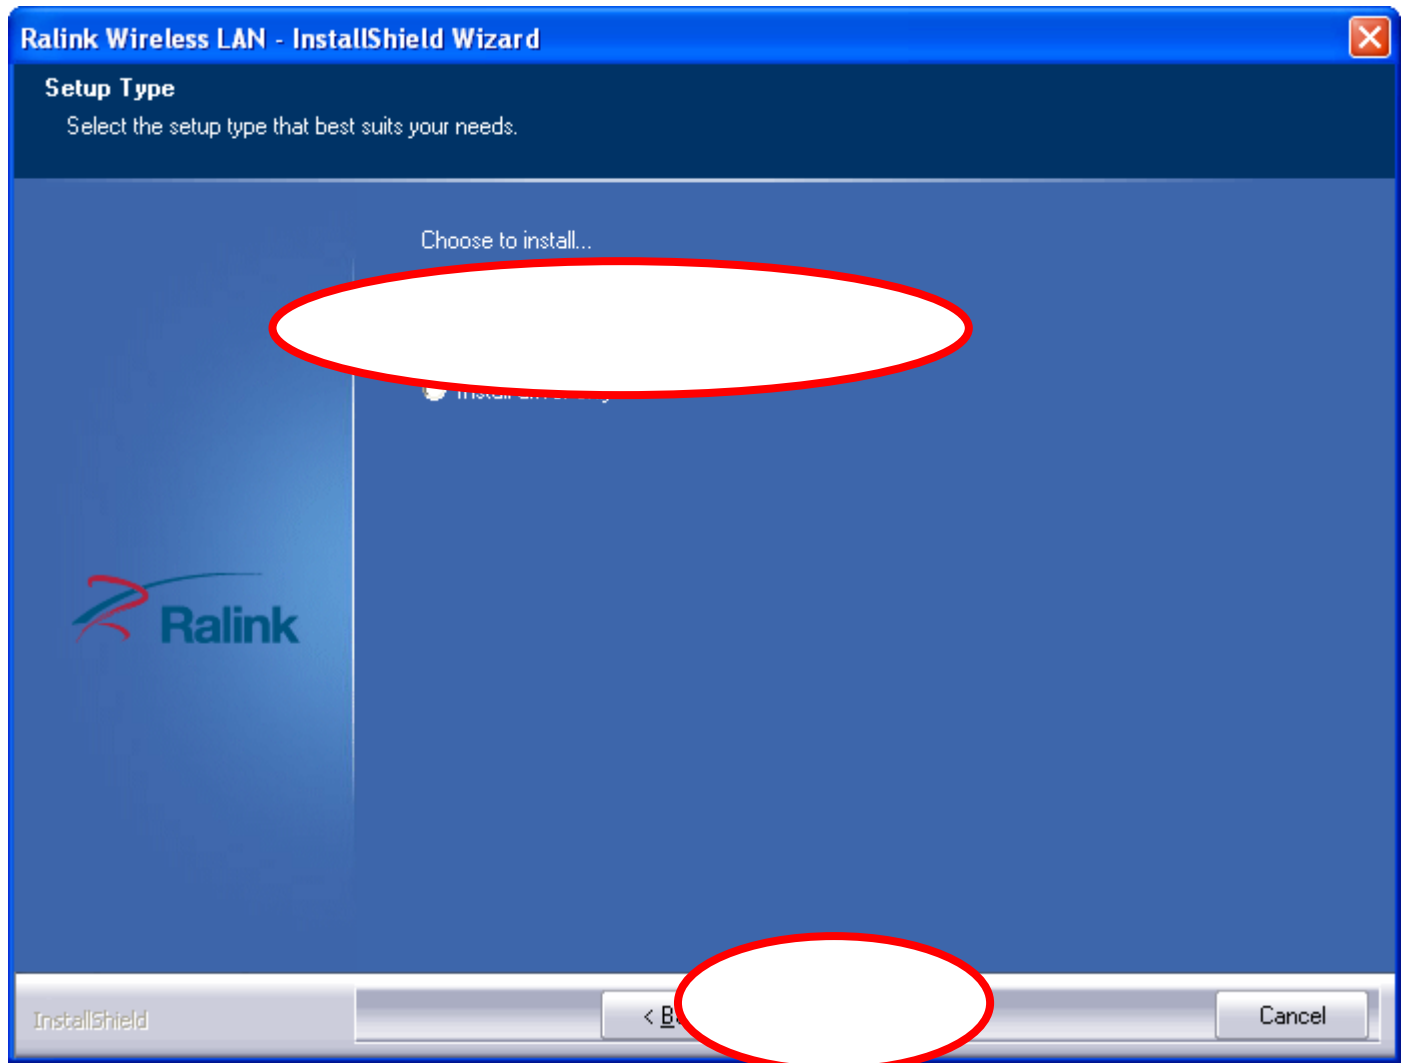 Ralink Wireless LAN - InstallShield Wizard
Setup Type
Select the setup type that best suits your needs.
Choose to install...
Ralink
InstallShield
< B
Cancel